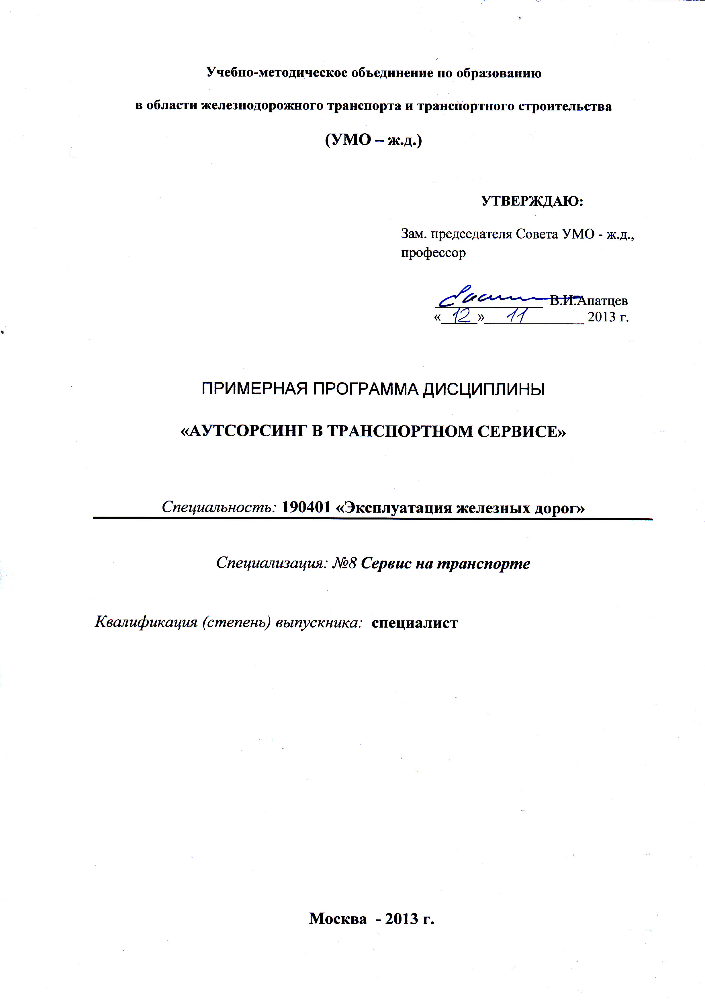 Учебно-методическое объединение по образованию
в области железнодорожного транспорта и транспортного строительства
(УМО – ж.д.)
УТВЕРЖДАЮ:
Зам. председателя Совета УМО - ж.д.,
профессор
В.И.Апатцев
«12» 11 2013 г.
ПРИМЕРНАЯ ПРОГРАММА ДИСЦИПЛИНЫ
«АУТСОРСИНГ В ТРАНСПОРТНОМ СЕРВИСЕ»
Специальность: 190401 «Эксплуатация железных дорог»
Специализация: №8 Сервис на транспорте
Квалификация (степень) выпускника: специалист
Москва - 2013 г.